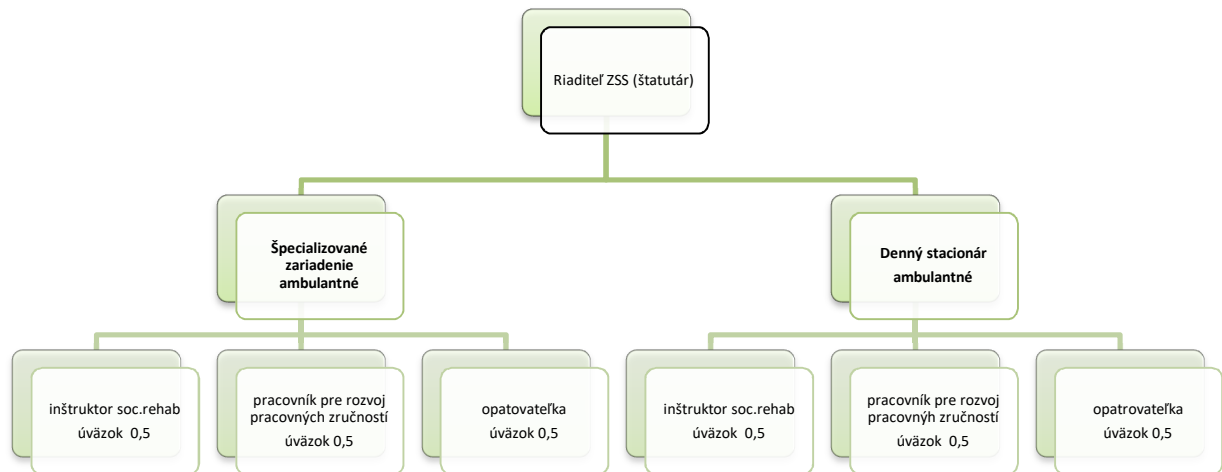 Riaditeľ ZSS (štatutár)
Špecializované
zariadenie
ambulantné
Denný stacionár
ambulantné
inštruktor soc.rehab
úväzok 0,5
pracovník pre rozvoj
pracovných zručností
úväzok 0,5
opatovateľka
úväzok 0,5
inštruktor soc.rehab
úväzok 0,5
pracovník pre rozvoj
pracovnýh zručností
úväzok 0,5
opatrovateľka
úväzok 0,5